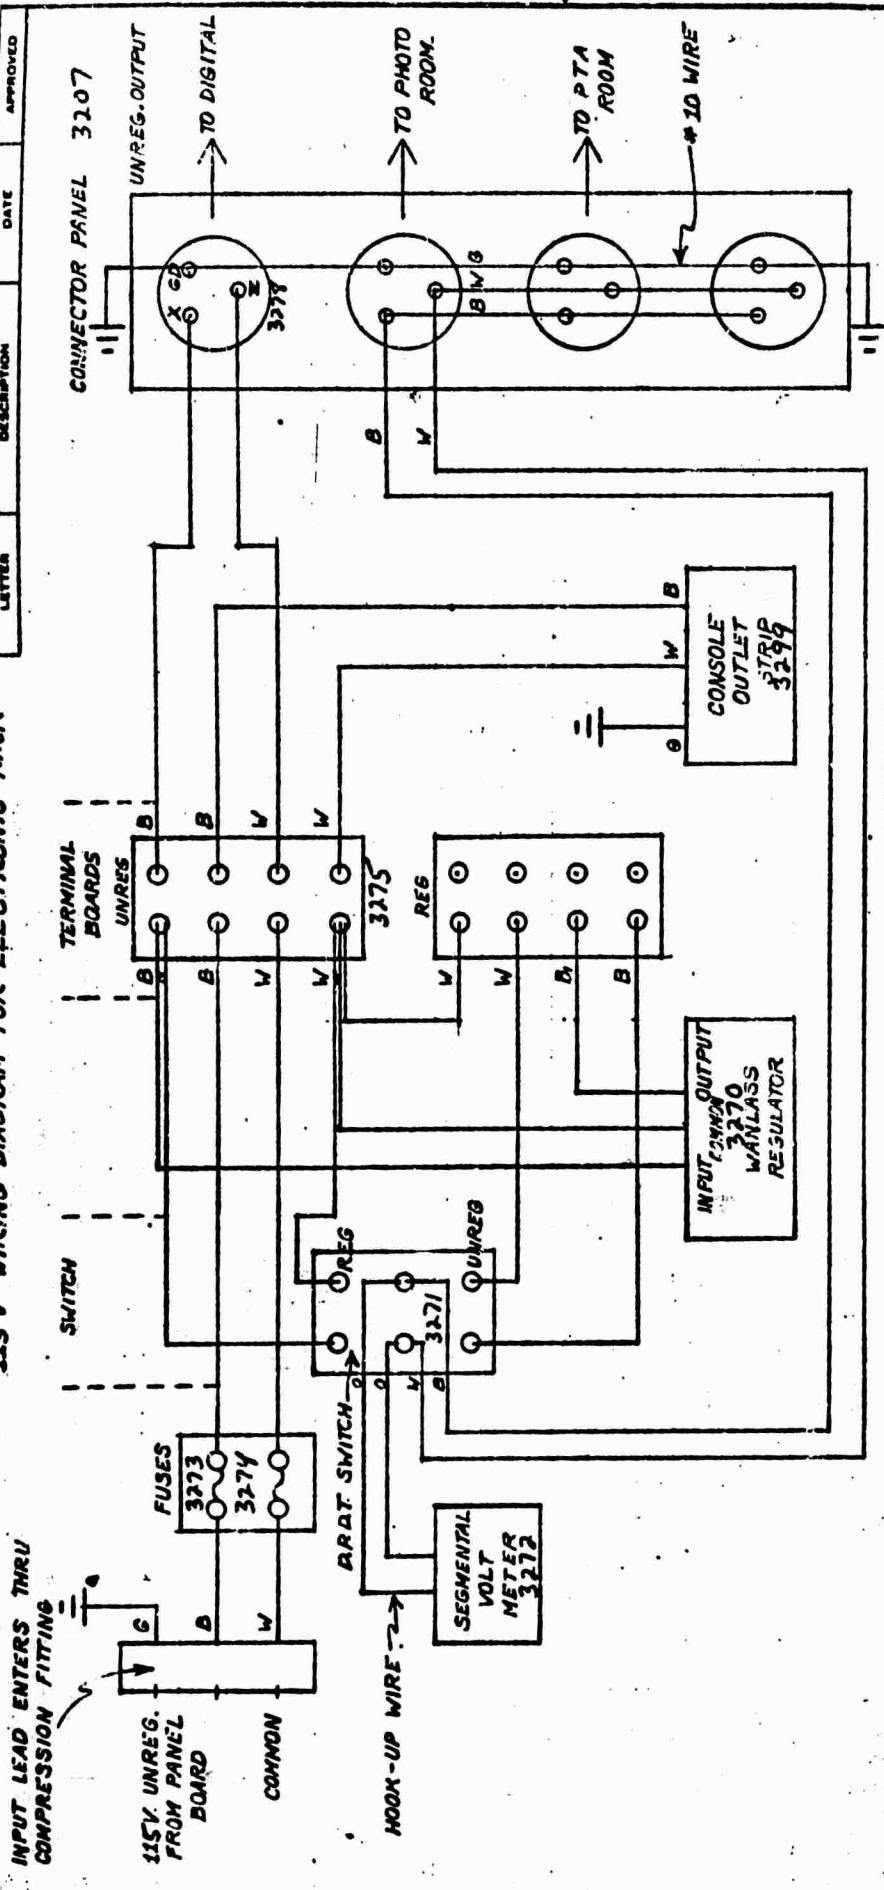 LETTER
DESCRIPTION
DATE
APPROVED
INPUT LEAD ENTERS THRU
COMPRESSION FITTING
SWITCH
TERMINAL
BOARDS
UNREG
CONNECTOR PANEL 3207
UNREG. OUTPUT
115V. UNREG.
FROM PANEL
BOARD
COMMON
G
B
W
FUSES
3273
3274
B
B
W
W
B
B
W
W
3275
X
GD
3278
TO DIGITAL
TO PHOTO
ROOM.
TO PTA
ROOM
# 10 WIRE
B
W
G
B
W
HOOK-UP WIRE
D.P.D.T. SWITCH
REG
3271
UNREG
W
B
SEGMENTAL
VOLT
METER
3272
REG
W
W
B
B
INPUT COMMON OUTPUT
3270
WANLASS
REGULATOR
W
B
CONSOLE
OUTLET
STRIP
3299